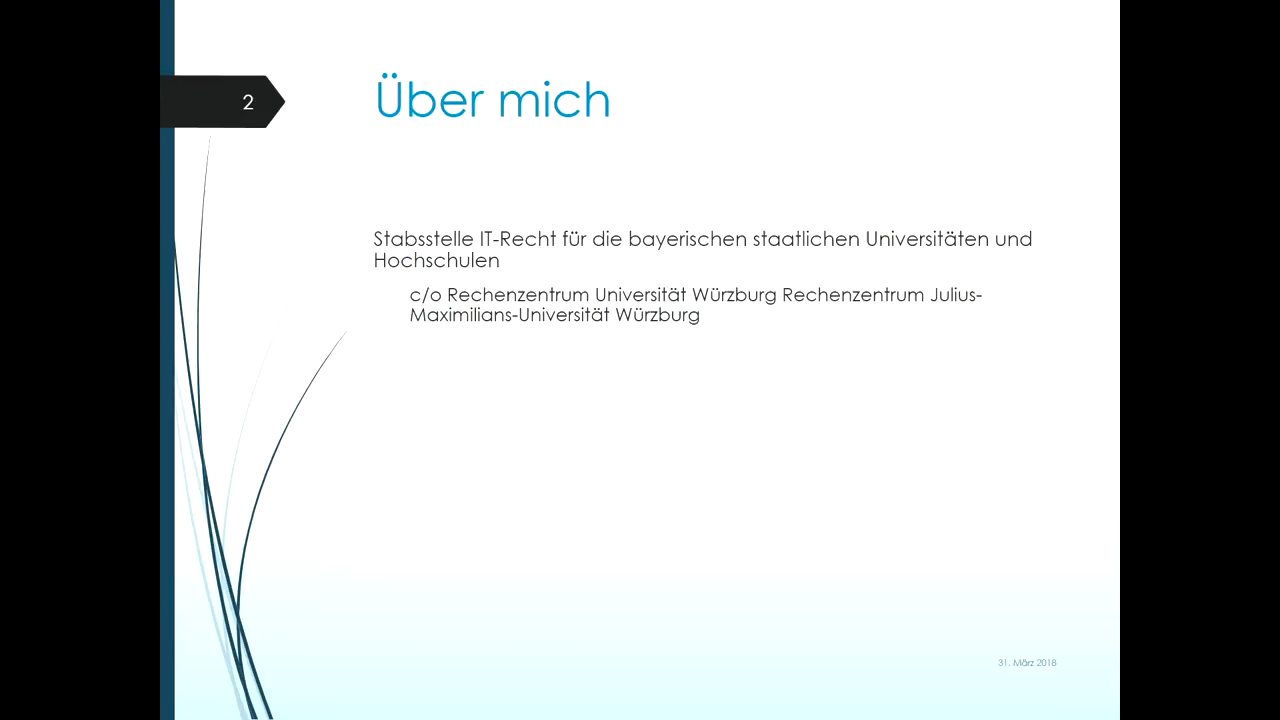 2
Über mich
Stabsstelle IT-Recht für die bayerischen staatlichen Universitäten und
Hochschulen
c/o Rechenzentrum Universität Würzburg Rechenzentrum Julius-
Maximilians-Universität Würzburg
31. März 2018